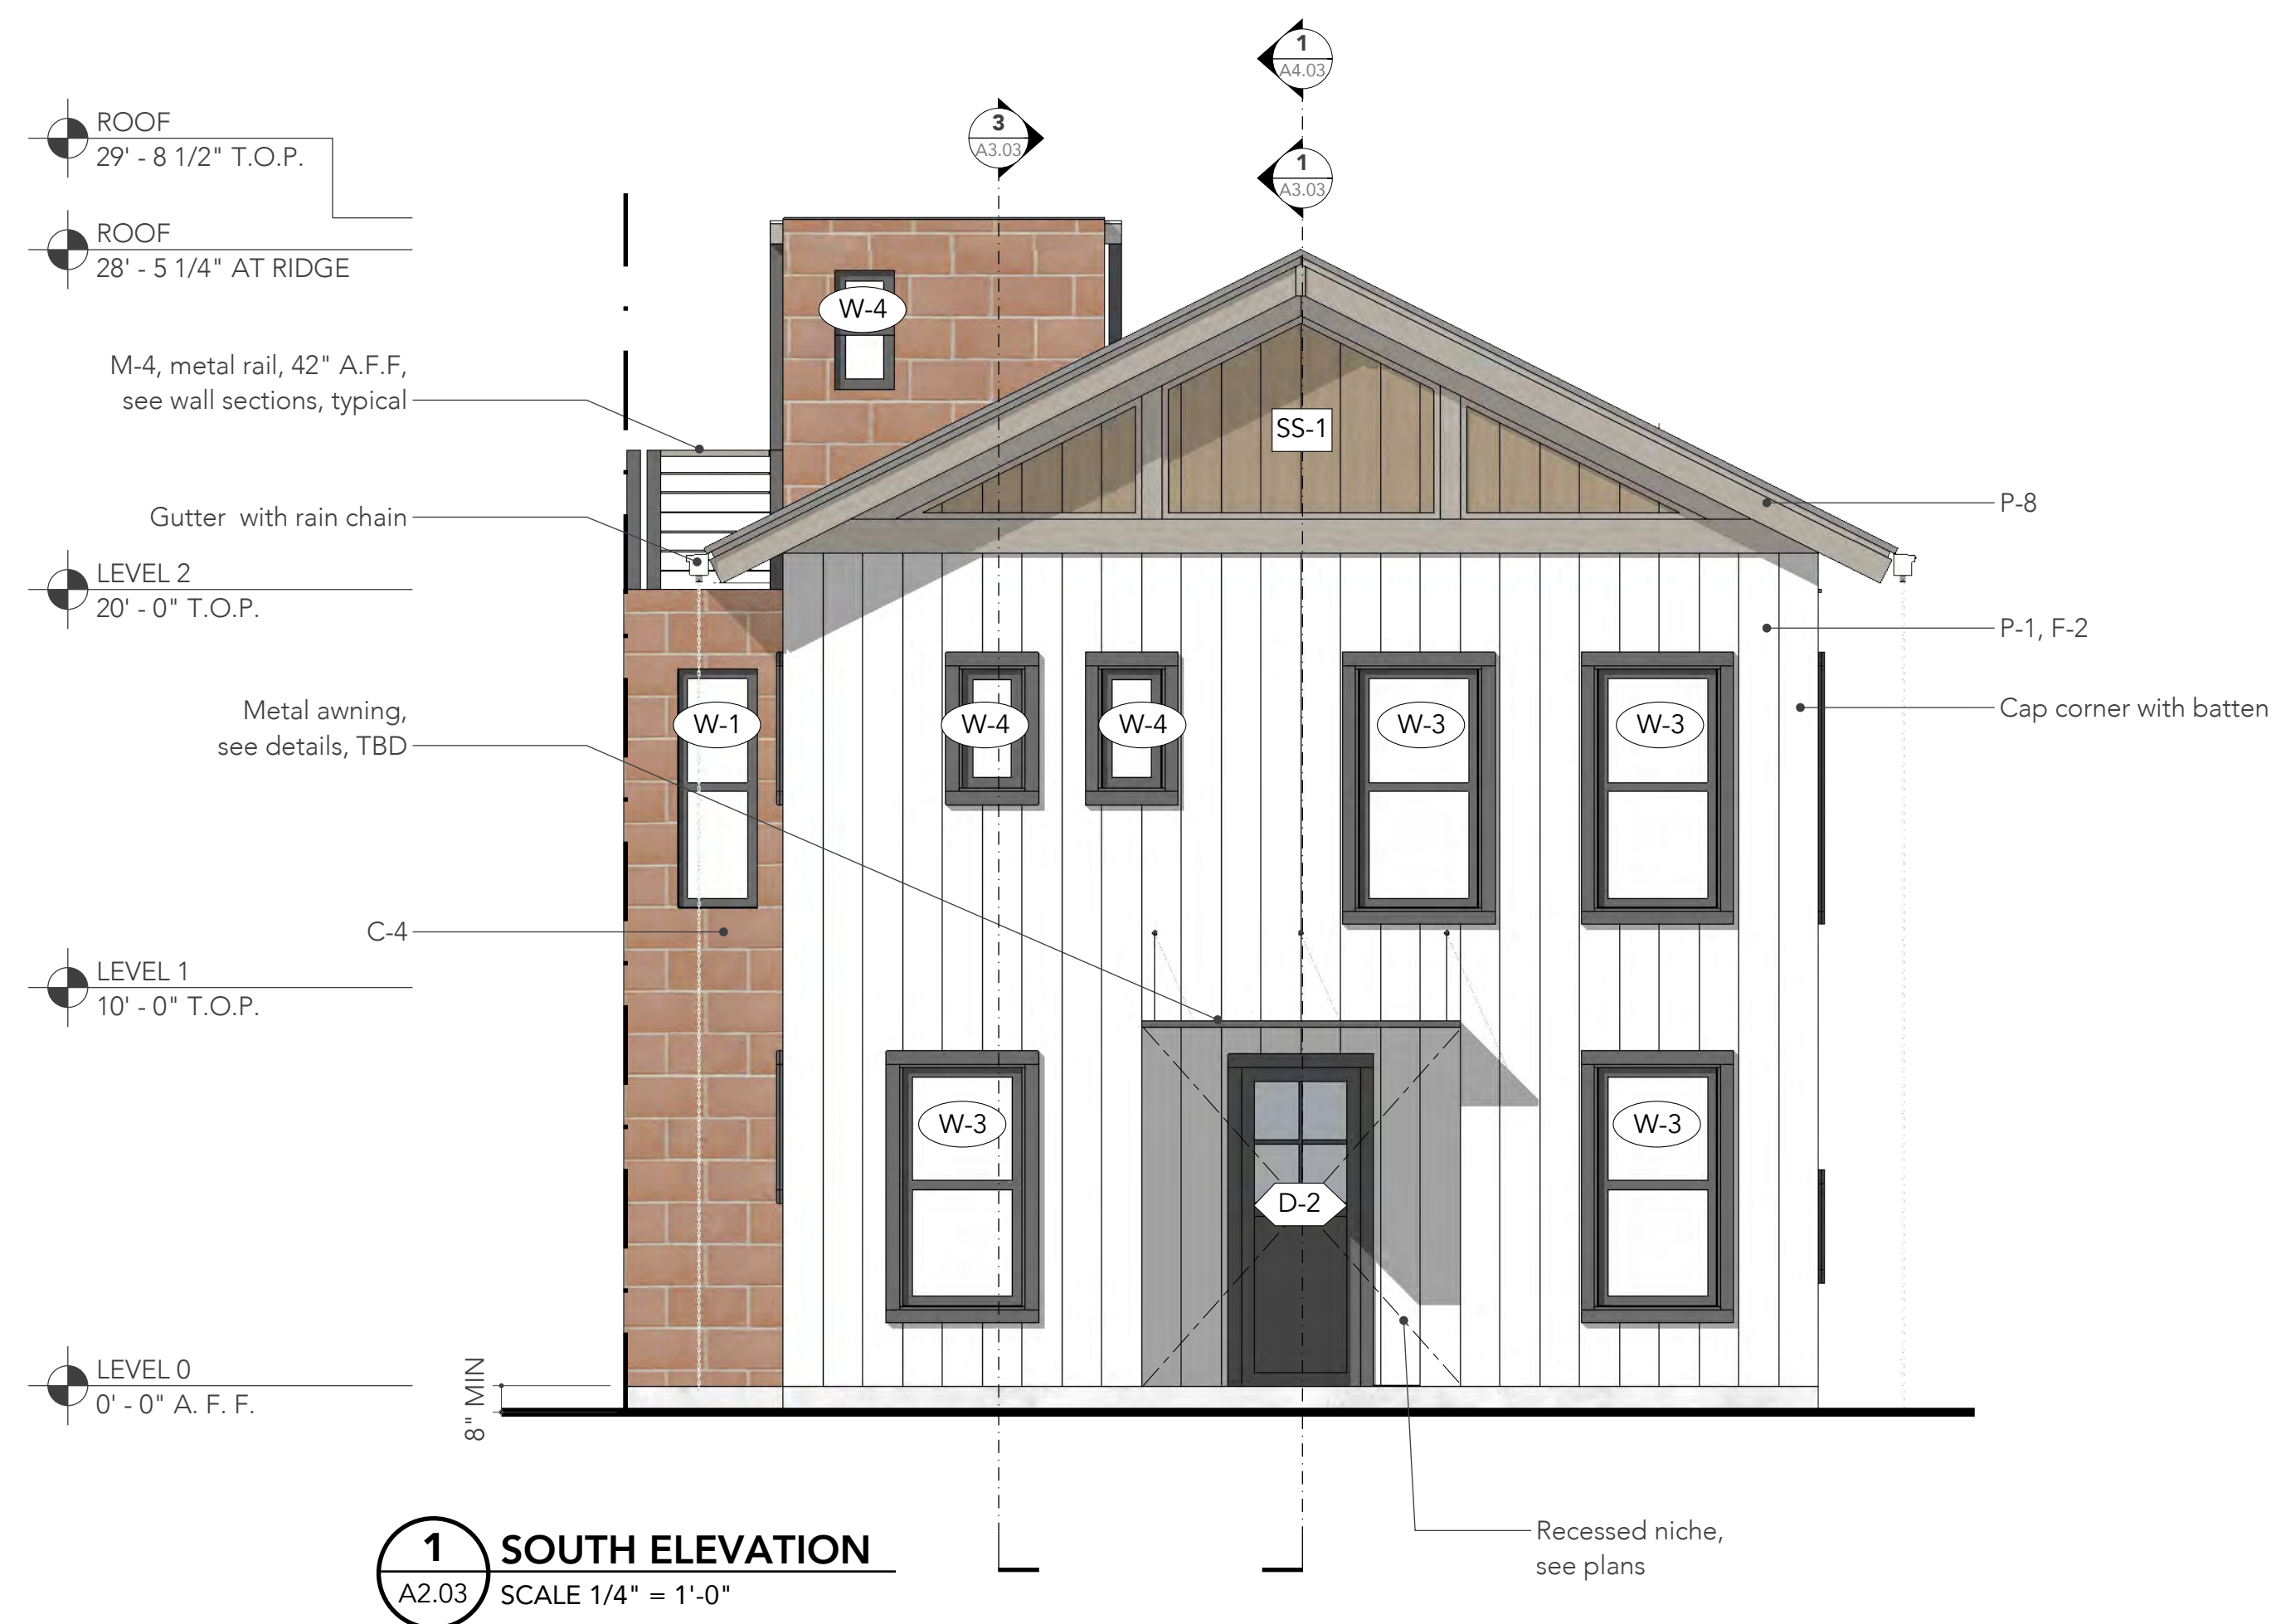 1
A4.03
3
A3.03
1
A3.03
ROOF
29' - 8 1/2" T.O.P.
ROOF
28' - 5 1/4" AT RIDGE
W-4
M-4, metal rail, 42" A.F.F,
see wall sections, typical
SS-1
P-8
Gutter with rain chain
LEVEL 2
20' - 0" T.O.P.
P-1, F-2
Metal awning,
see details, TBD
W-1
W-4
W-4
W-3
W-3
Cap corner with batten
C-4
LEVEL 1
10' - 0" T.O.P.
W-3
W-3
D-2
LEVEL 0
0' - 0" A. F. F.
8" MIN
Recessed niche,
see plans
1
A2.03
SOUTH ELEVATION
SCALE 1/4" = 1'-0"